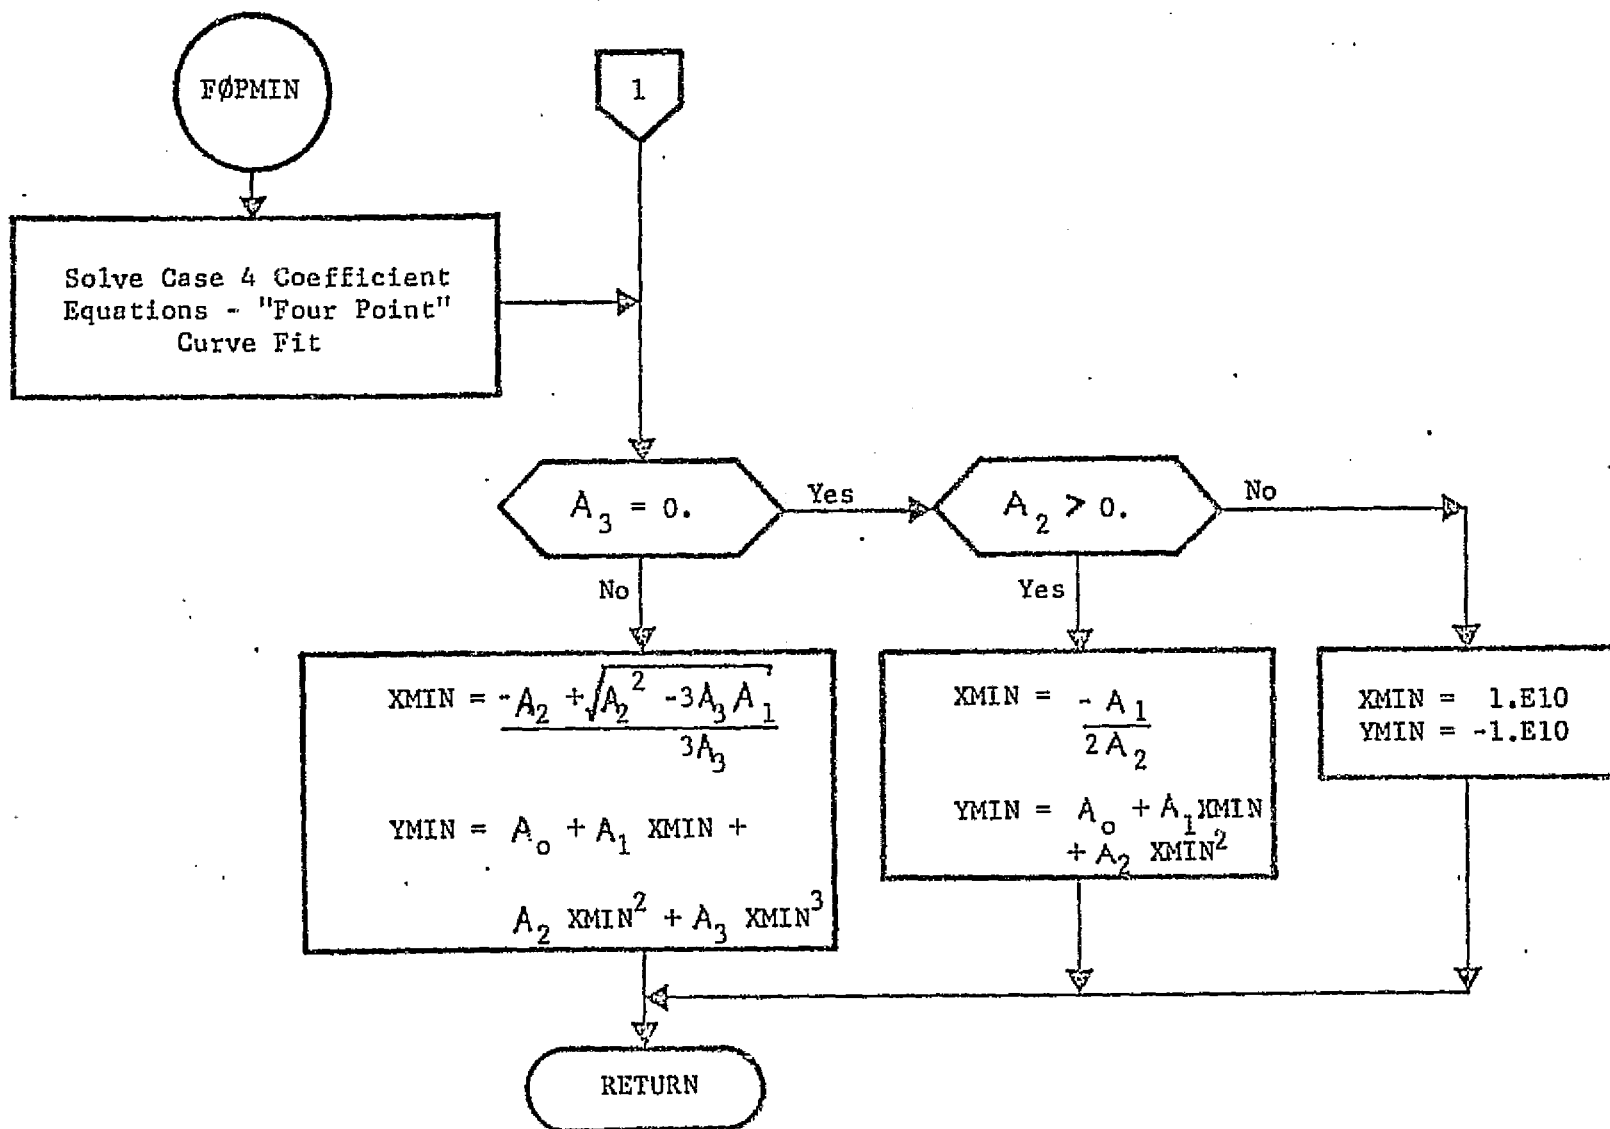 FØPMIN
1
Solve Case 4 Coefficient
Equations - "Four Point"
Curve Fit
A₃ = 0.
Yes
A₂ > 0.
No
No
Yes
XMIN = (-A₂ + √(A₂² - 3A₃A₁)) / 3A₃
YMIN = A₀ + A₁ XMIN +
A₂ XMIN² + A₃ XMIN³
XMIN = -A₁ / 2A₂
YMIN = A₀ + A₁XMIN
+ A₂ XMIN²
XMIN = 1.E10
YMIN = -1.E10
RETURN